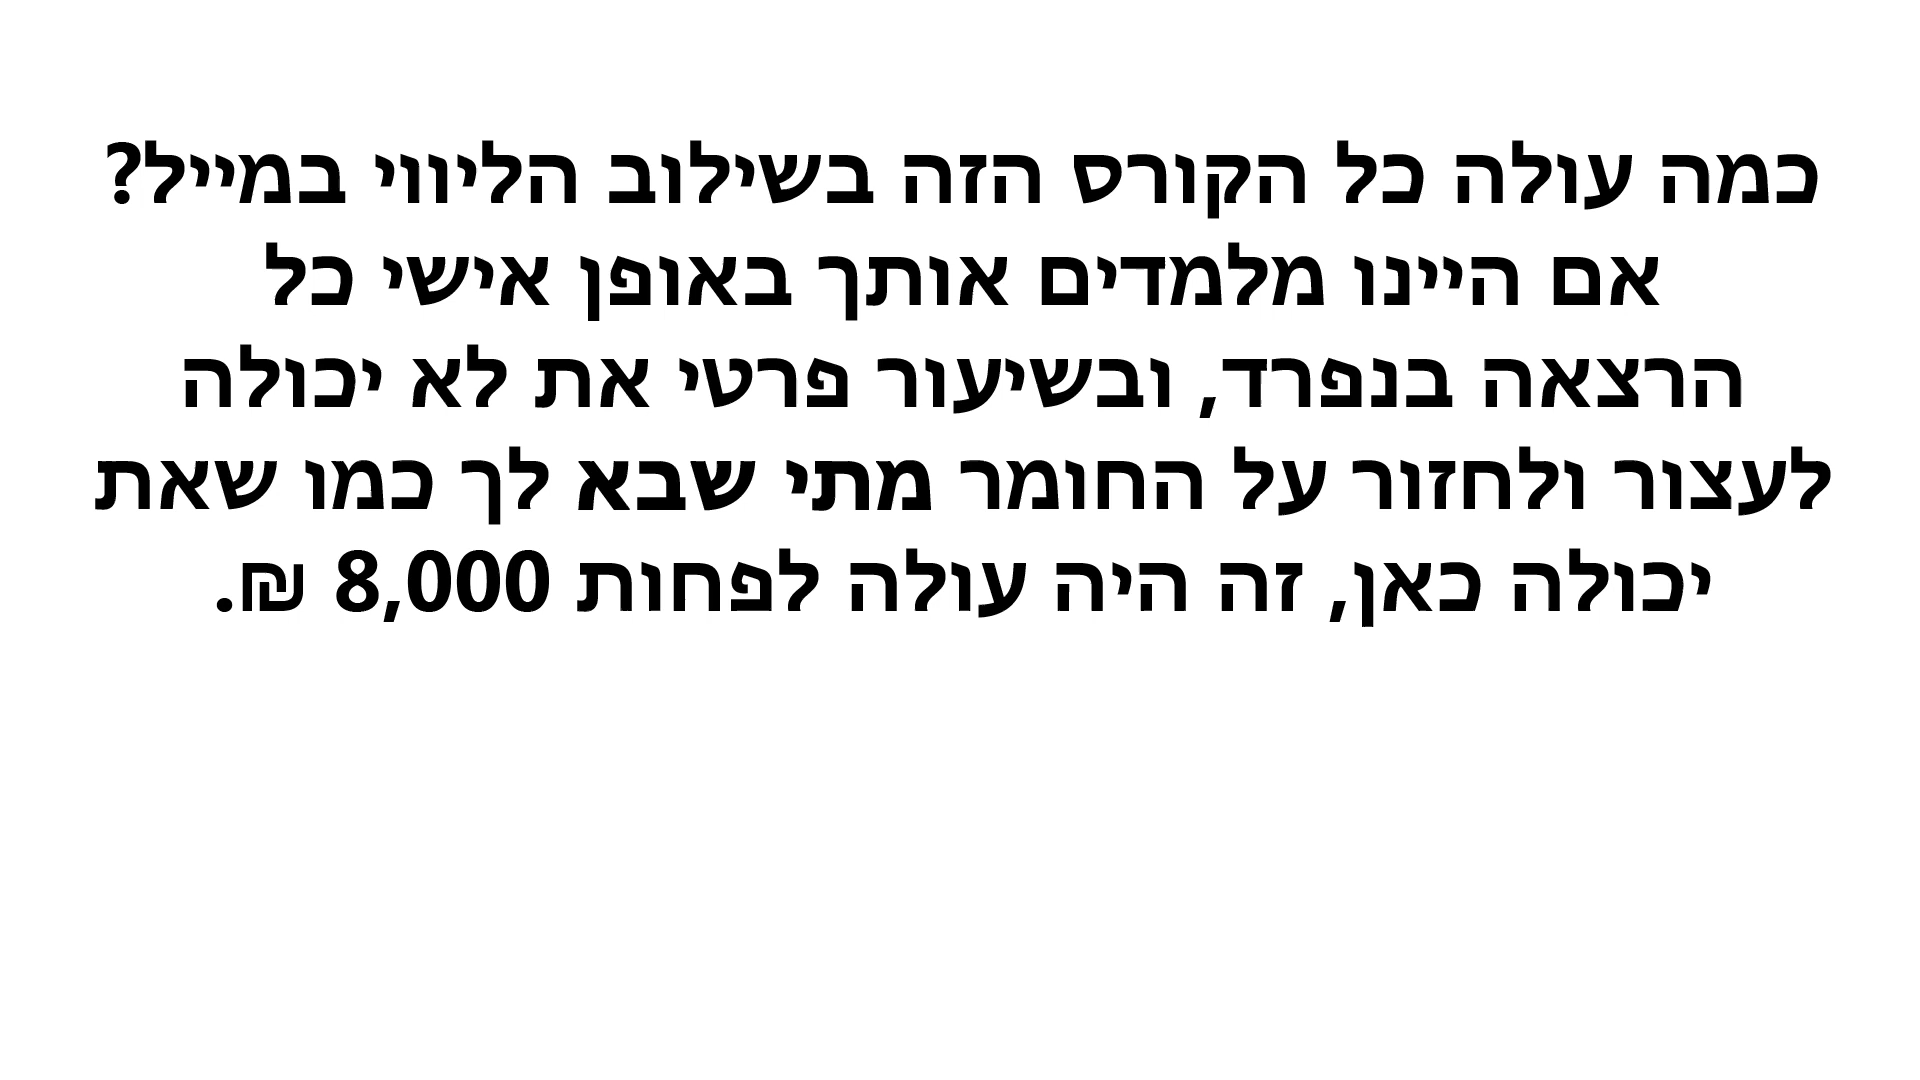 כמה עולה כל הקורס הזה בשילוב הליווי במייל?
אם היינו מלמדים אותך באופן אישי כל
הרצאה בנפרד, ובשיעור פרטי את לא יכולה
לעצור ולחזור על החומר מתי שבא לך כמו שאת
יכולה כאן, זה היה עולה לפחות 8,000 ₪.